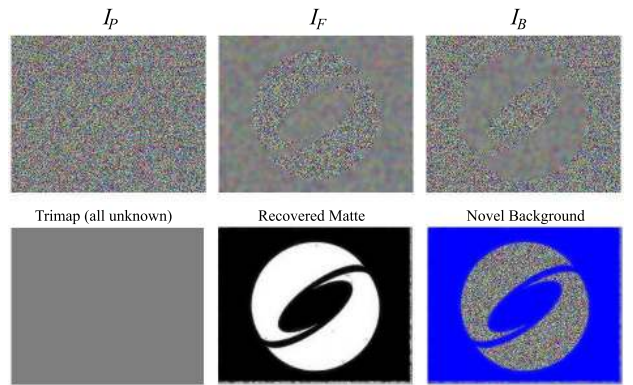 I_P
I_F
I_B
Trimap (all unknown)
Recovered Matte
Novel Background